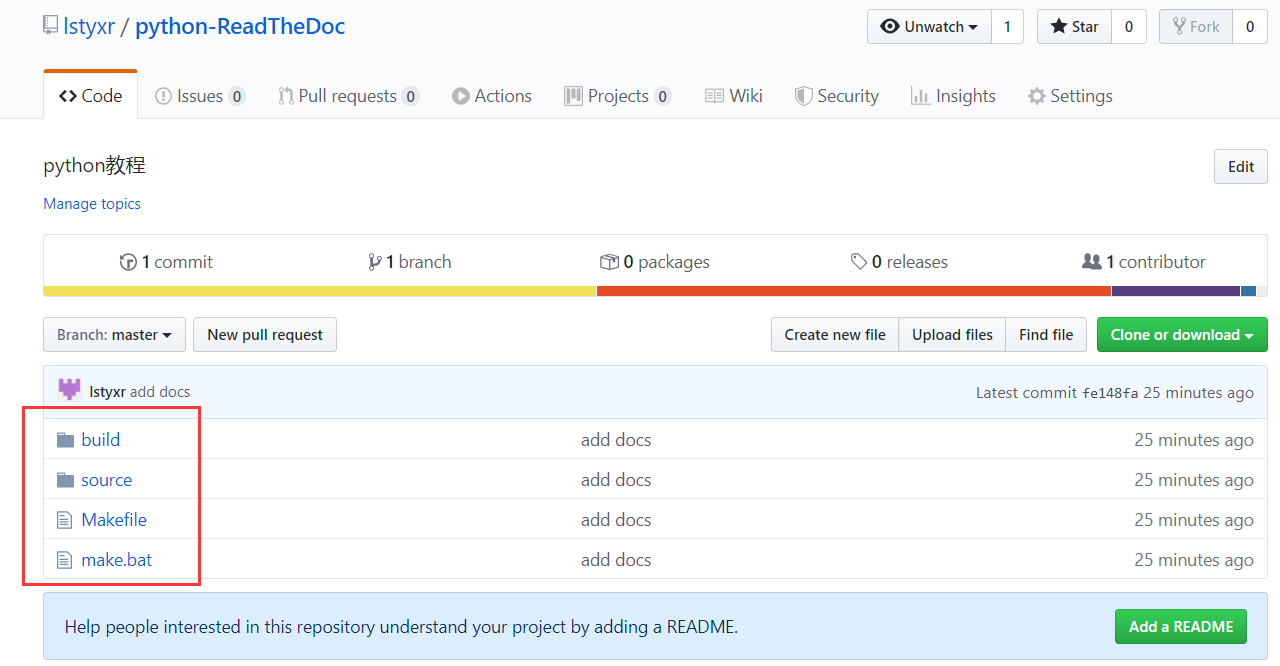 lstyxr / python-ReadTheDoc Unwatch 1 Star 0 Fork 0
Code Issues 0 Pull requests 0 Actions Projects 0 Wiki Security Insights Settings
python教程 Edit
Manage topics
1 commit 1 branch 0 packages 0 releases 1 contributor
Branch: master New pull request Create new file Upload files Find file Clone or download
lstyxr add docs Latest commit fe148fa 25 minutes ago
build add docs 25 minutes ago
source add docs 25 minutes ago
Makefile add docs 25 minutes ago
make.bat add docs 25 minutes ago
Help people interested in this repository understand your project by adding a README. Add a README